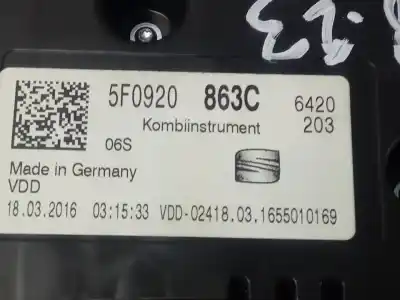 5F0920 863C 6420
Kombiinstrument 203
06S
Made in Germany
VDD
18.03.2016 03:15:33 VDD-02418.03.1655010169